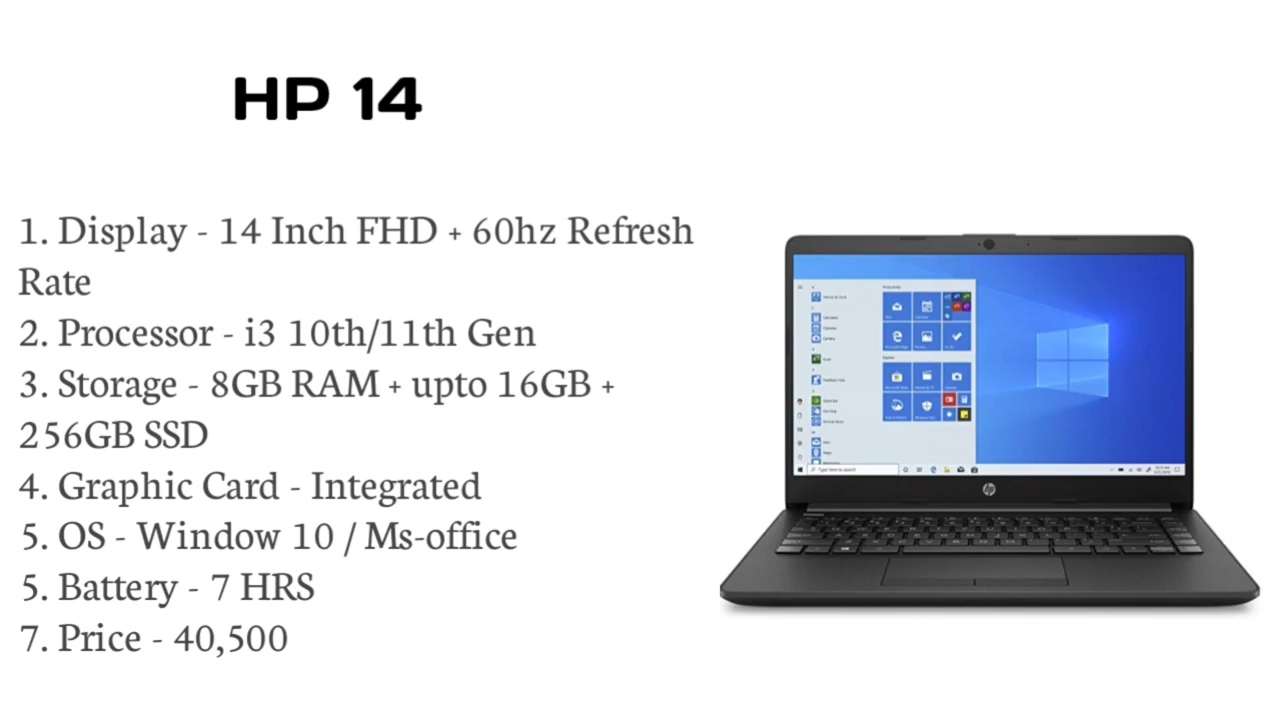 HP 14
1. Display - 14 Inch FHD + 60hz Refresh
Rate
2. Processor - i3 10th/11th Gen
3. Storage - 8GB RAM + upto 16GB +
256GB SSD
4. Graphic Card - Integrated
5. OS - Window 10 / Ms-office
5. Battery - 7 HRS
7. Price - 40,500
hp